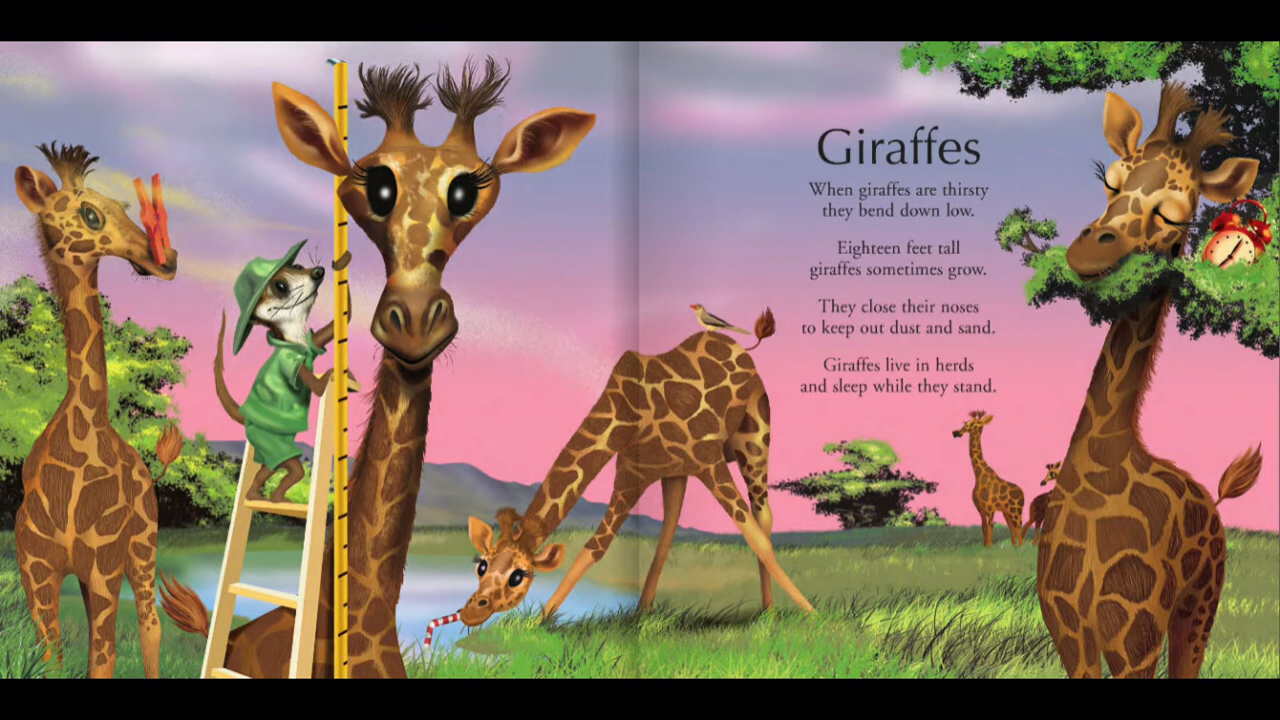 Giraffes
When giraffes are thirsty
they bend down low.
Eighteen feet tall
giraffes sometimes grow.
They close their noses
to keep out dust and sand.
Giraffes live in herds
and sleep while they stand.